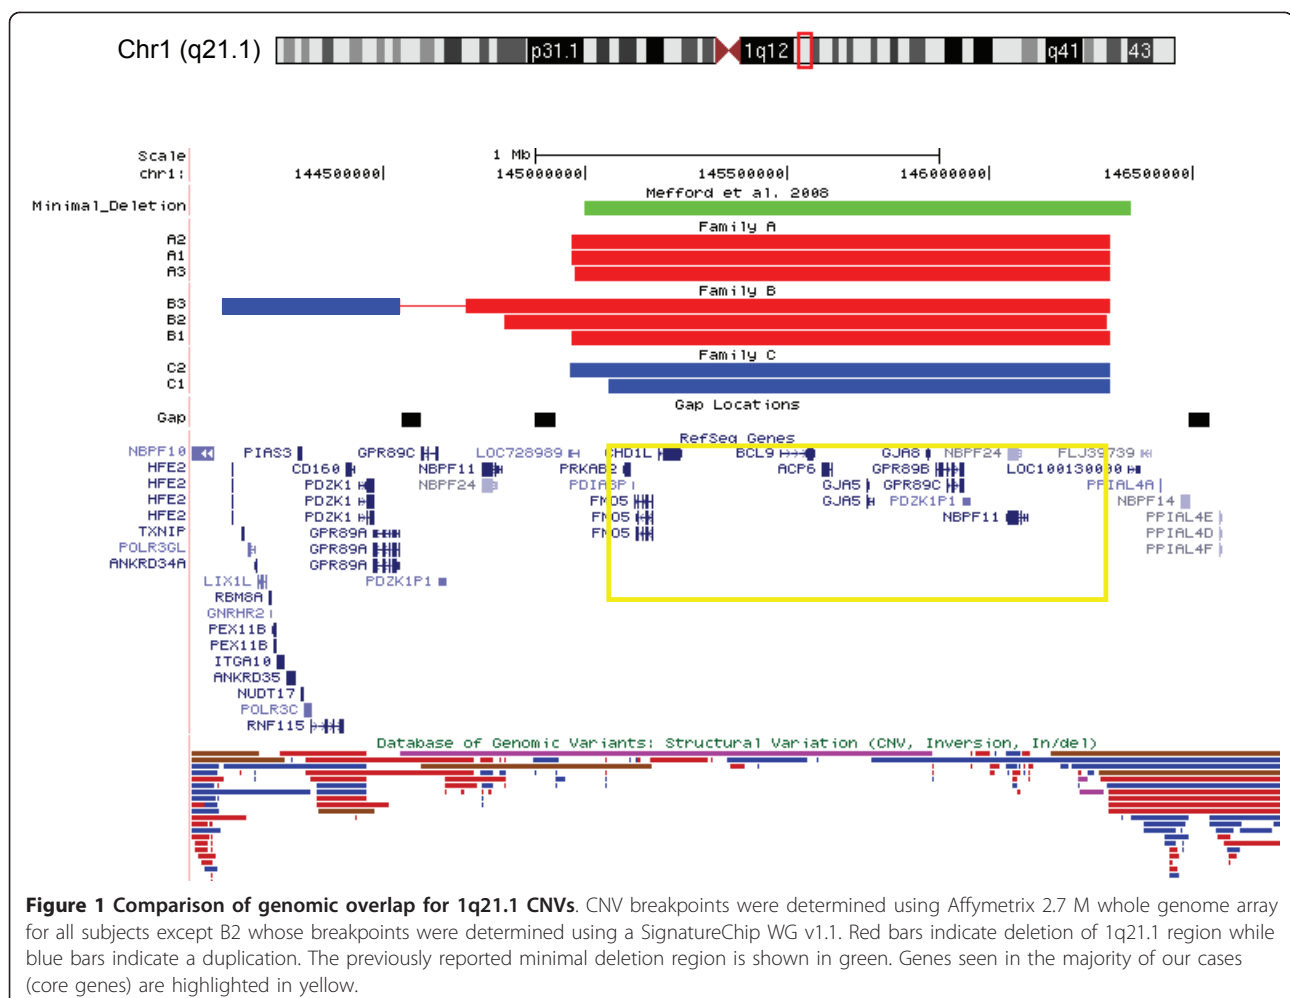 Chr1 (q21.1) p31.1 1q12 q41 43
Scale 1 Mb
chr1: 144500000 145000000 145500000 146000000 146500000
Mefford et al. 2008
Minimal_Deletion
Family A
A2
A1
A3
Family B
B3
B2
B1
Family C
C2
C1
Gap Locations
Gap
RefSeq Genes
NBPF10 PIAS3 GPR89C LOC728989 CHD1L BCL9 GJA8 NBPF24 FLJ39739
HFE2 CD160 NBPF11 PRKAB2 ACP6 GPR89B LOC100130000
HFE2 PDZK1 NBPF24 PDIA3P GJA5 GPR89C PPIAL4A
HFE2 PDZK1 FMO5 GJA5 PDZK1P1 NBPF14
HFE2 PDZK1 FMO5 NBPF11 PPIAL4E
TXNIP GPR89A FMO5 PPIAL4D
POLR3GL GPR89A PPIAL4F
ANKRD34A GPR89A
LIX1L PDZK1P1
RBM8A
GNRHR2
PEX11B
PEX11B
ITGA10
ANKRD35
NUDT17
POLR3C
RNF115
Database of Genomic Variants: Structural Variation (CNV, Inversion, In/del)
Figure 1 Comparison of genomic overlap for 1q21.1 CNVs. CNV breakpoints were determined using Affymetrix 2.7 M whole genome array
for all subjects except B2 whose breakpoints were determined using a SignatureChip WG v1.1. Red bars indicate deletion of 1q21.1 region while
blue bars indicate a duplication. The previously reported minimal deletion region is shown in green. Genes seen in the majority of our cases
(core genes) are highlighted in yellow.